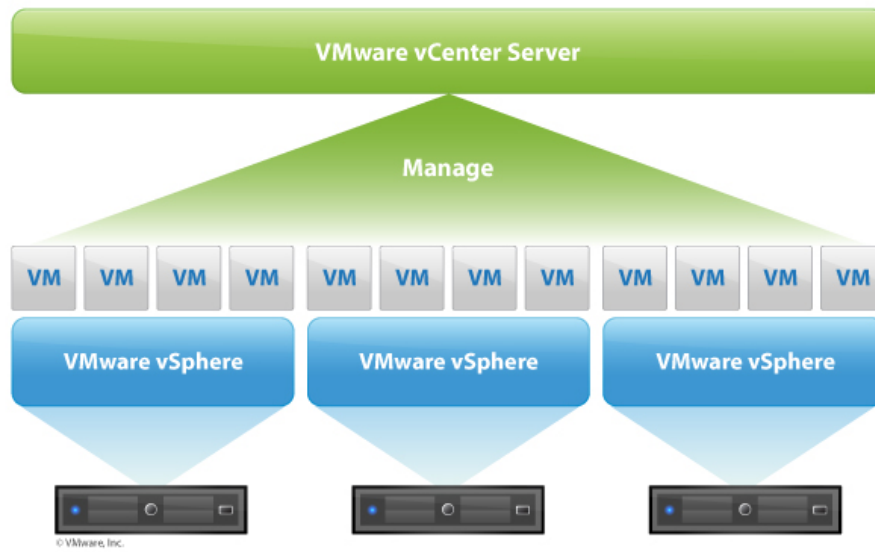 VMware vCenter Server
Manage
VM VM VM VM VM VM VM VM VM VM VM VM
VMware vSphere VMware vSphere VMware vSphere
© VMware, Inc.